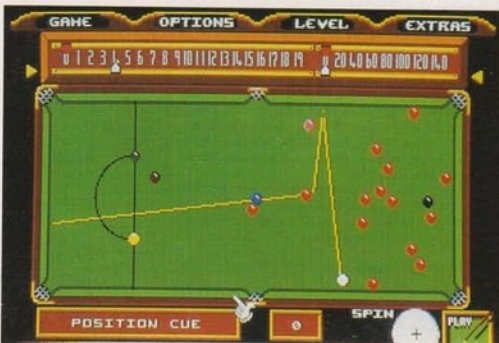 GAME OPTIONS LEVEL EXTRAS
0 1 2 3 4 5 6 7 8 9 10 11 12 13 14 15 16 17 18 19 0 20 40 60 80 100 120 140
POSITION CUE 0 SPIN PLAY